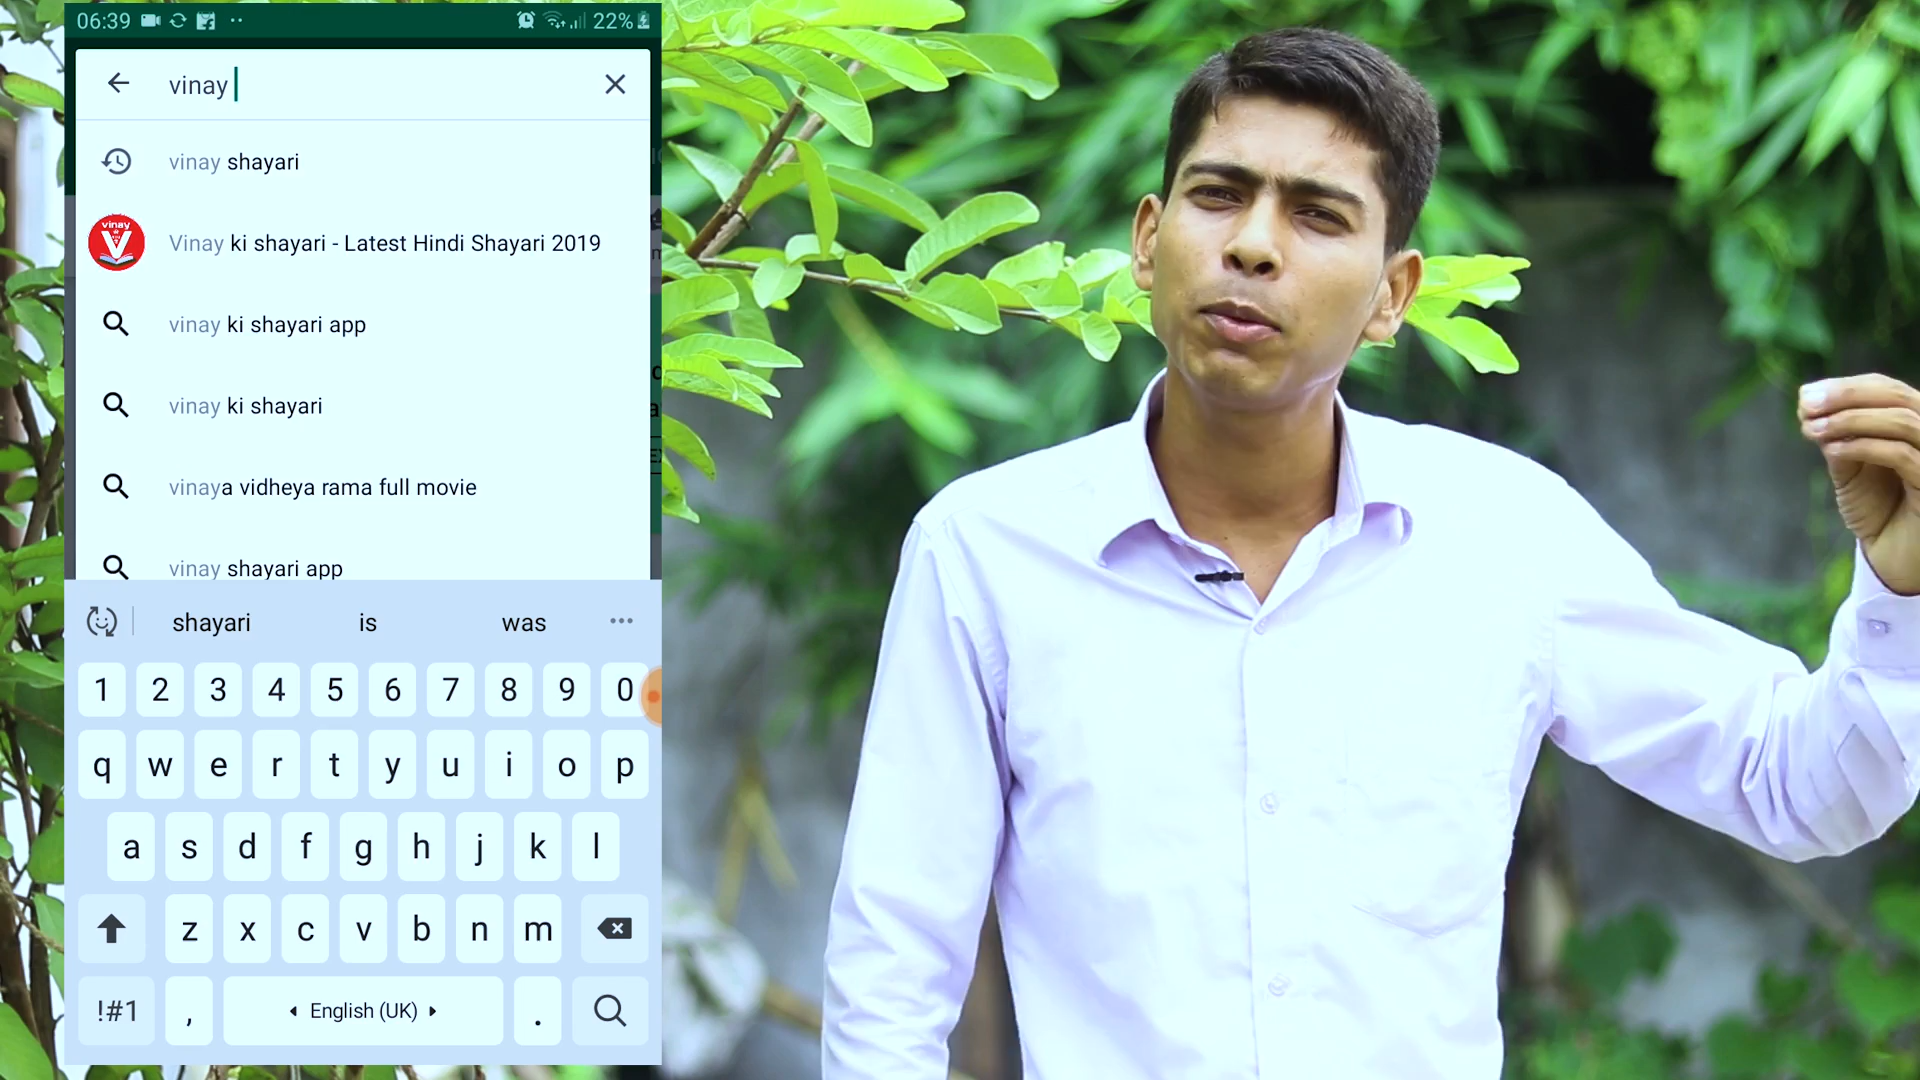 06:39 22%
vinay
vinay shayari
vinay
V
Vinay ki shayari - Latest Hindi Shayari 2019
vinay ki shayari app
vinay ki shayari
vinaya vidheya rama full movie
vinay shayari app
shayari is was
1 2 3 4 5 6 7 8 9 0
q w e r t y u i o p
a s d f g h j k l
z x c v b n m
!#1 , English (UK) .